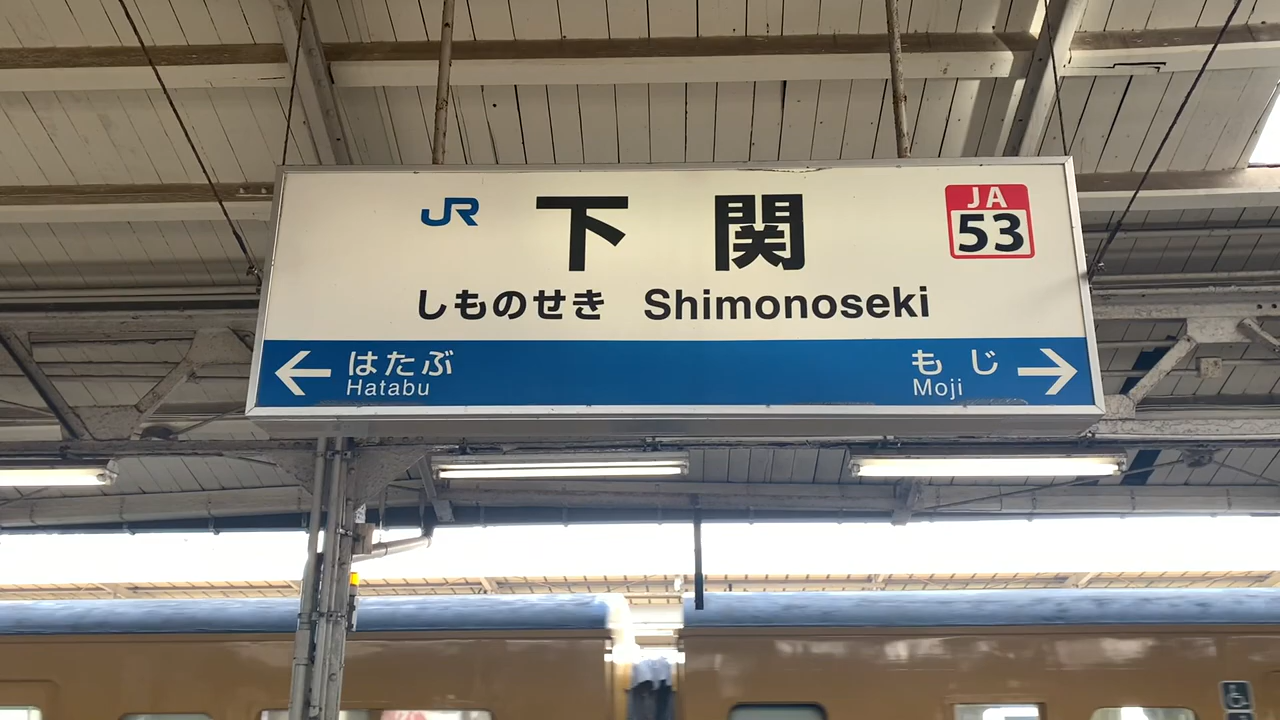 JR 下 関
JA
53
しものせき Shimonoseki
← はたぶ
Hatabu
も じ →
Moji